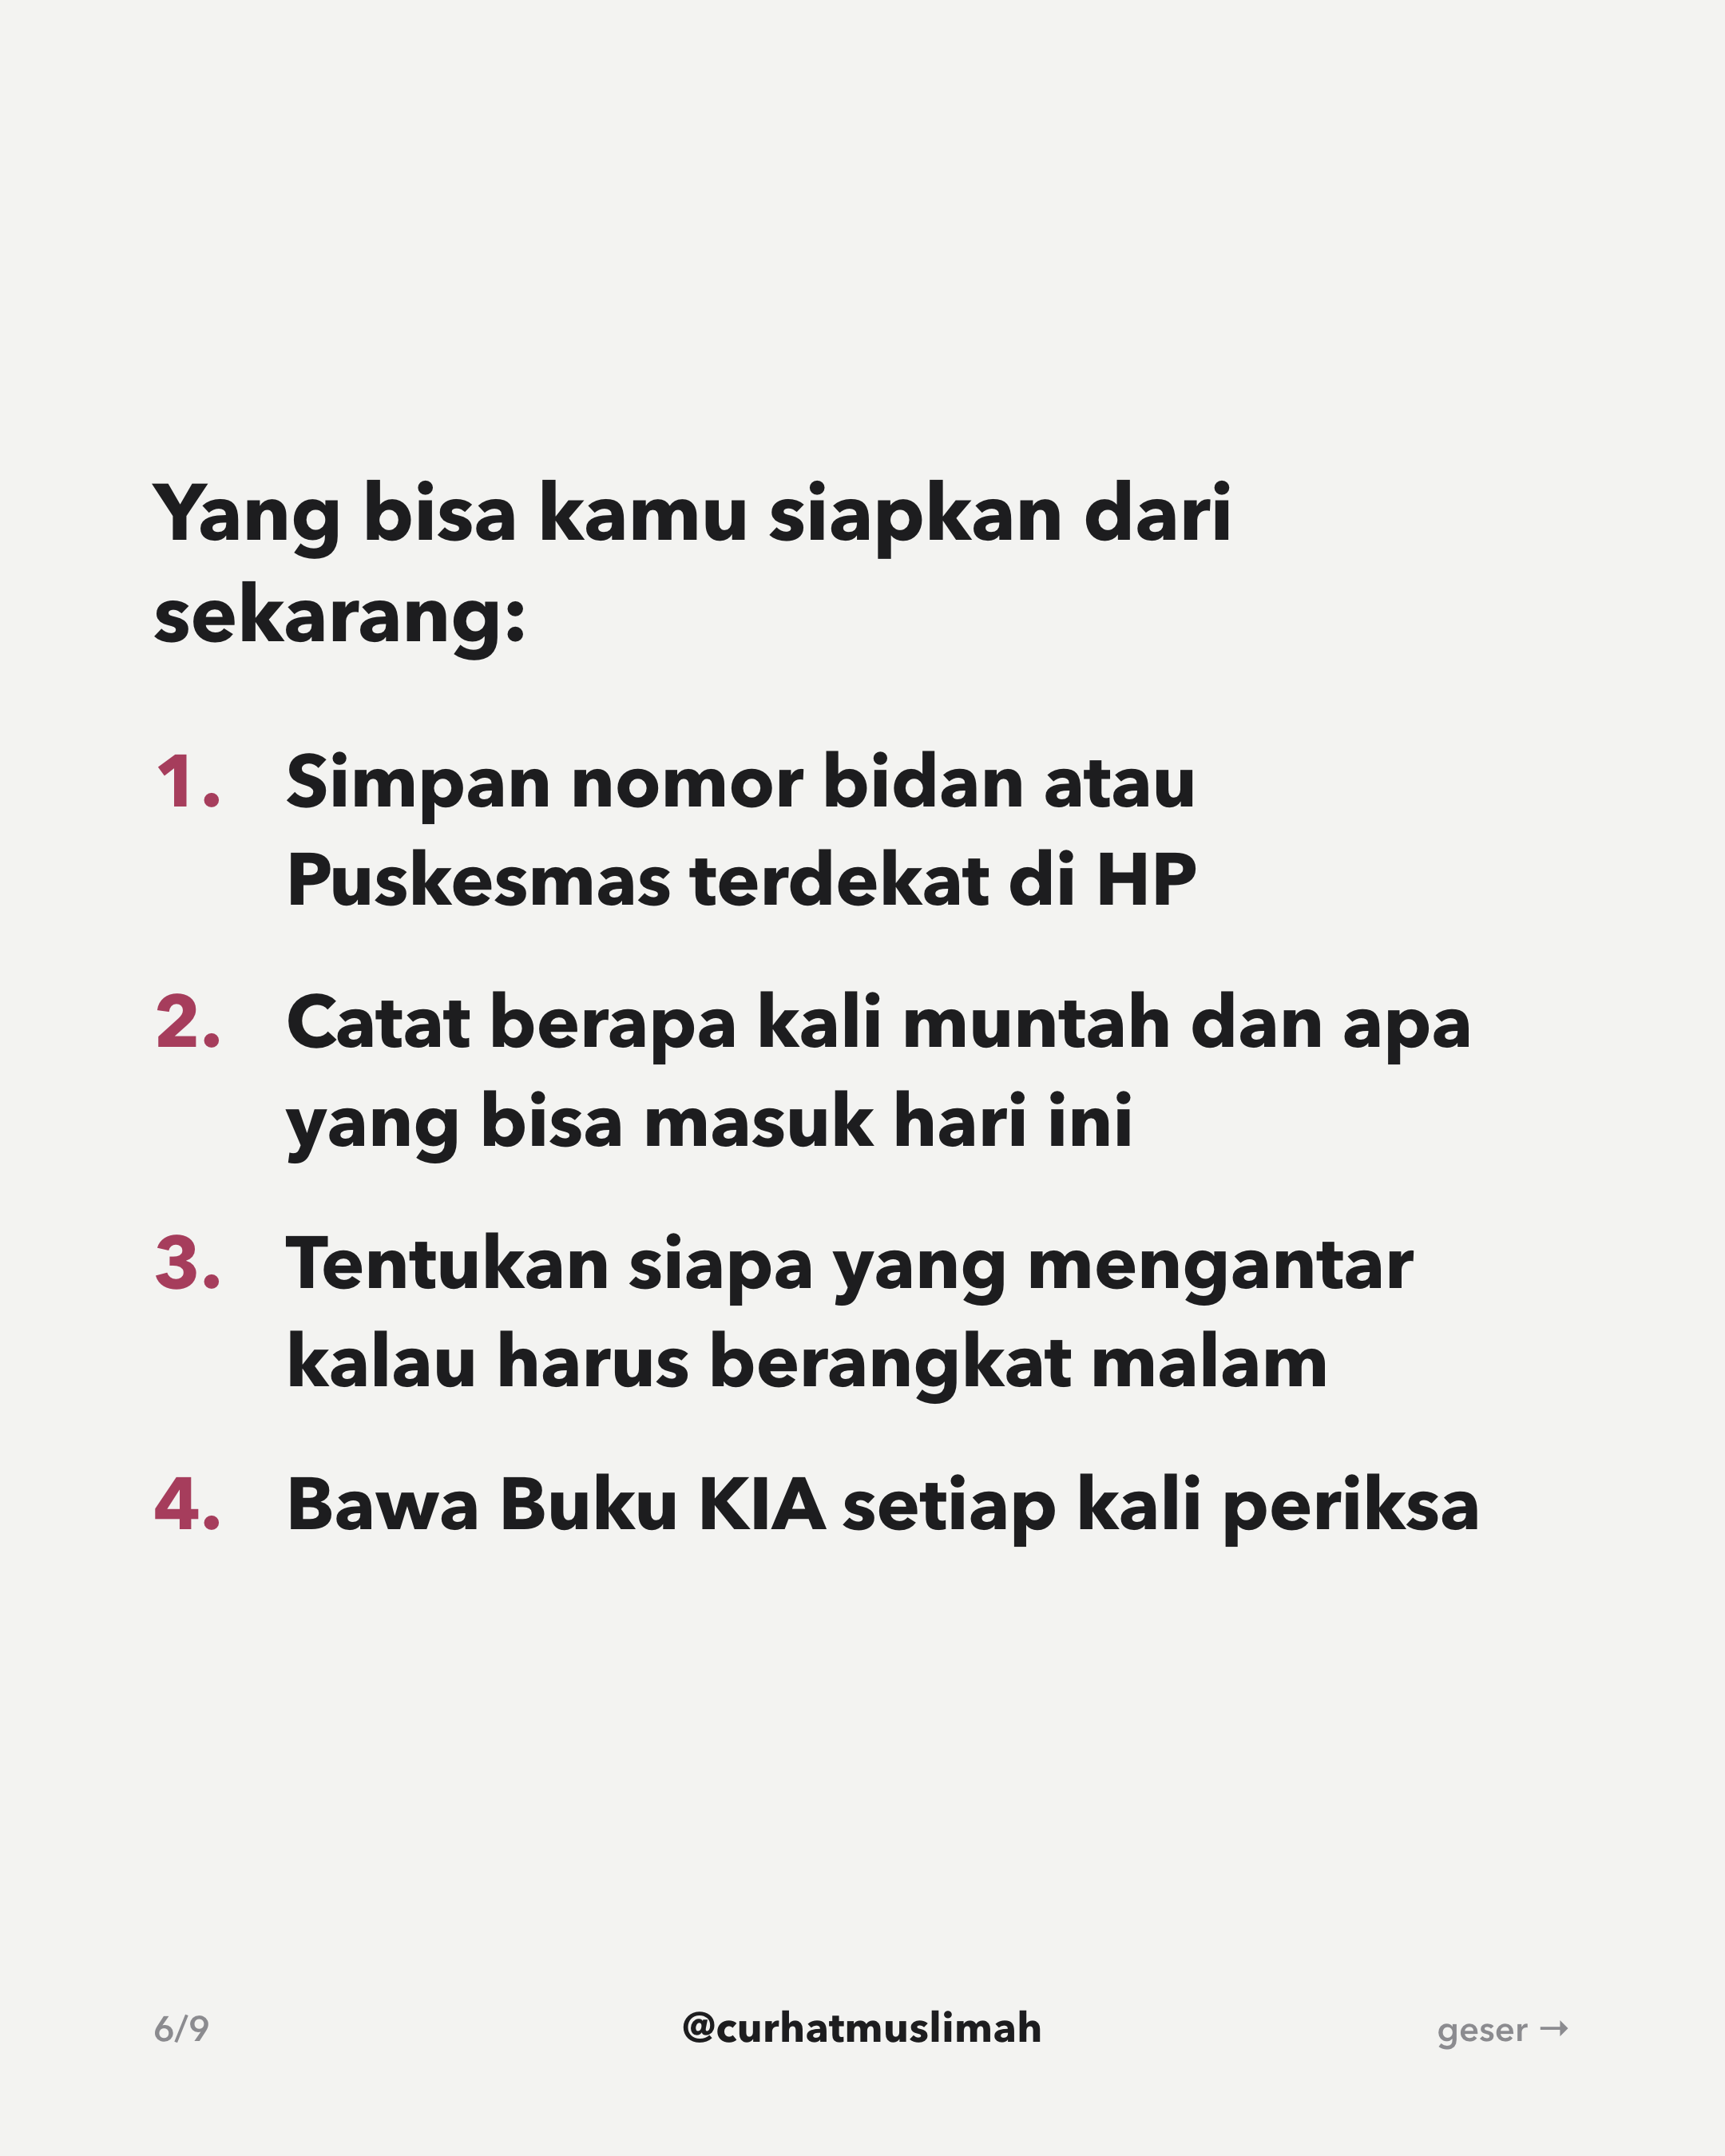 Yang bisa kamu siapkan dari
sekarang:
1. Simpan nomor bidan atau
Puskesmas terdekat di HP
2. Catat berapa kali muntah dan apa
yang bisa masuk hari ini
3. Tentukan siapa yang mengantar
kalau harus berangkat malam
4. Bawa Buku KIA setiap kali periksa
6/9
@curhatmuslimah
geser →